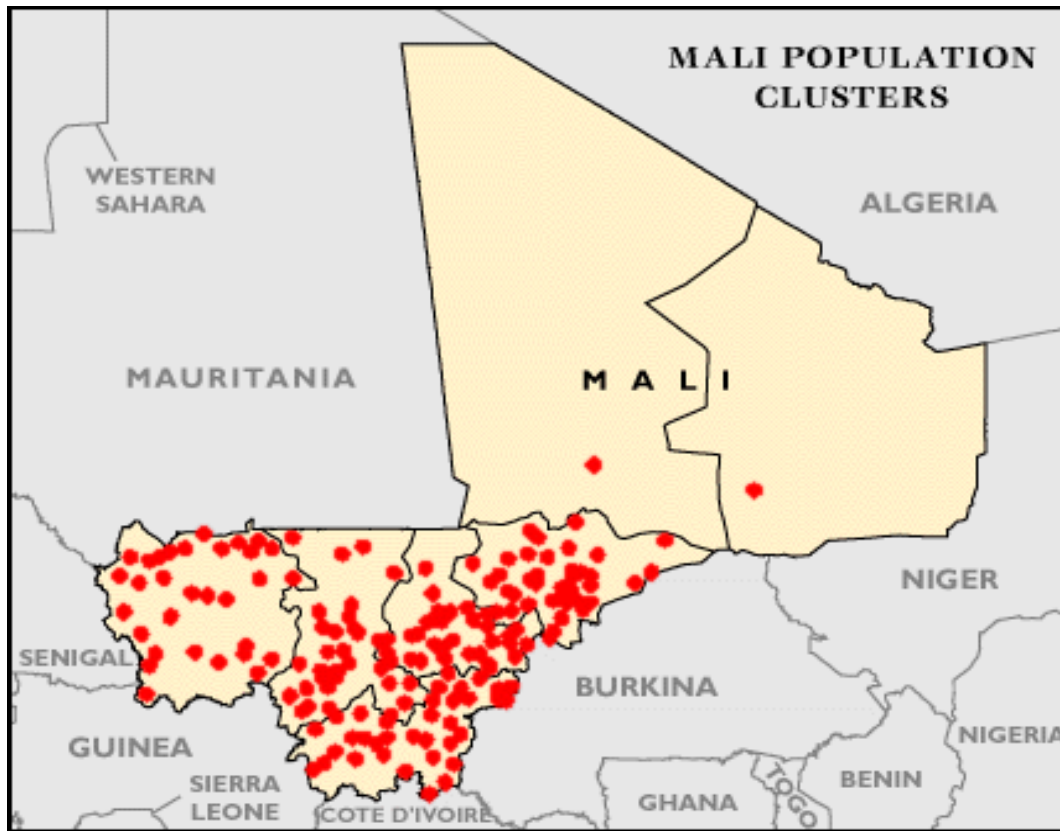 MALI POPULATION
CLUSTERS
WESTERN
SAHARA
ALGERIA
MAURITANIA
MALI
NIGER
SENIGAL
BURKINA
GUINEA
NIGERIA
SIERRA
LEONE
BENIN
TOGO
GHANA
COTE D'IVOIRE